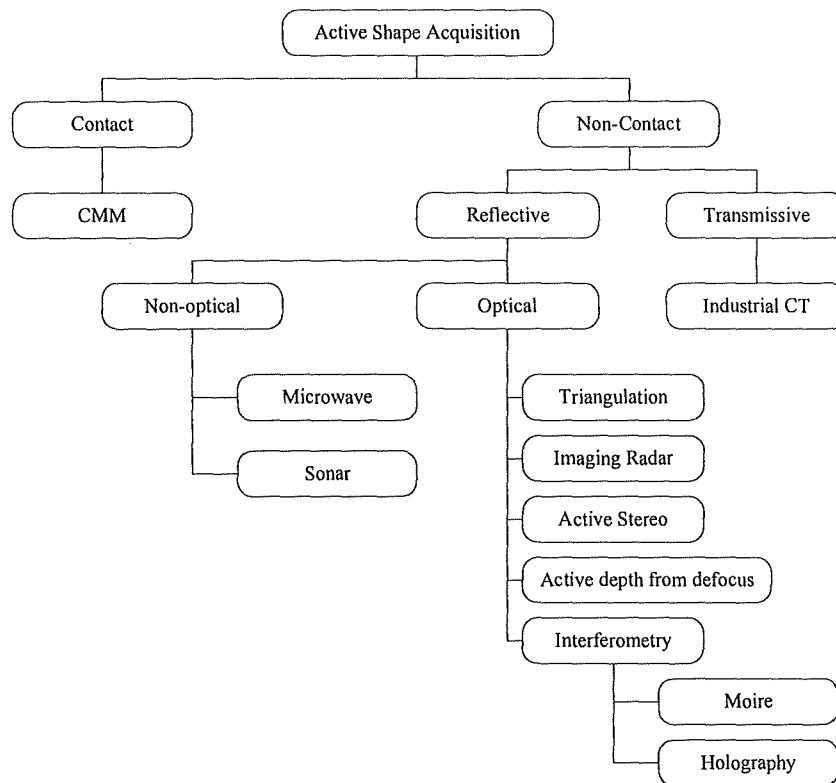 Active Shape Acquisition
Contact
Non-Contact
CMM
Reflective
Transmissive
Non-optical
Optical
Industrial CT
Microwave
Triangulation
Sonar
Imaging Radar
Active Stereo
Active depth from defocus
Interferometry
Moire
Holography